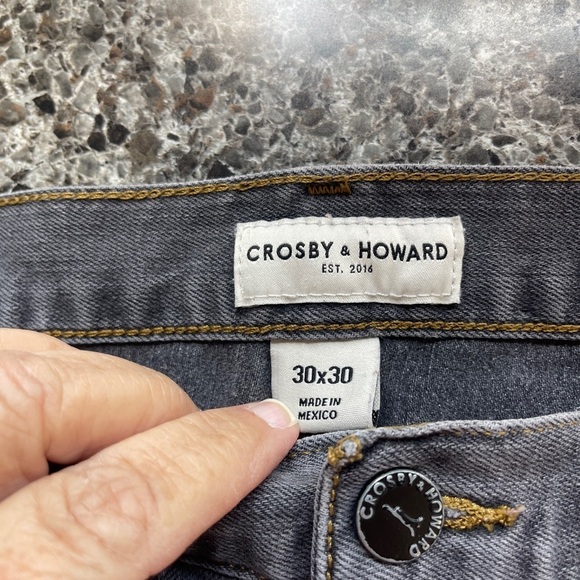 CROSBY & HOWARD
EST. 2016
30x30
MADE IN
MEXICO
CROSBY & HOWARD